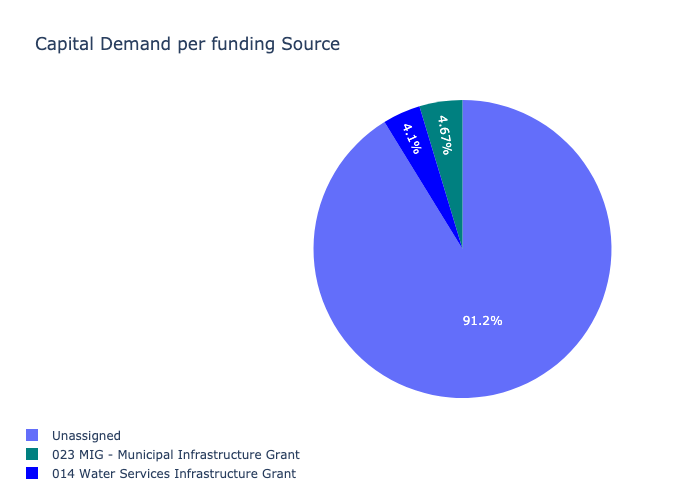 Capital Demand per funding Source
4.1%
4.67%
91.2%
Unassigned
023 MIG - Municipal Infrastructure Grant
014 Water Services Infrastructure Grant